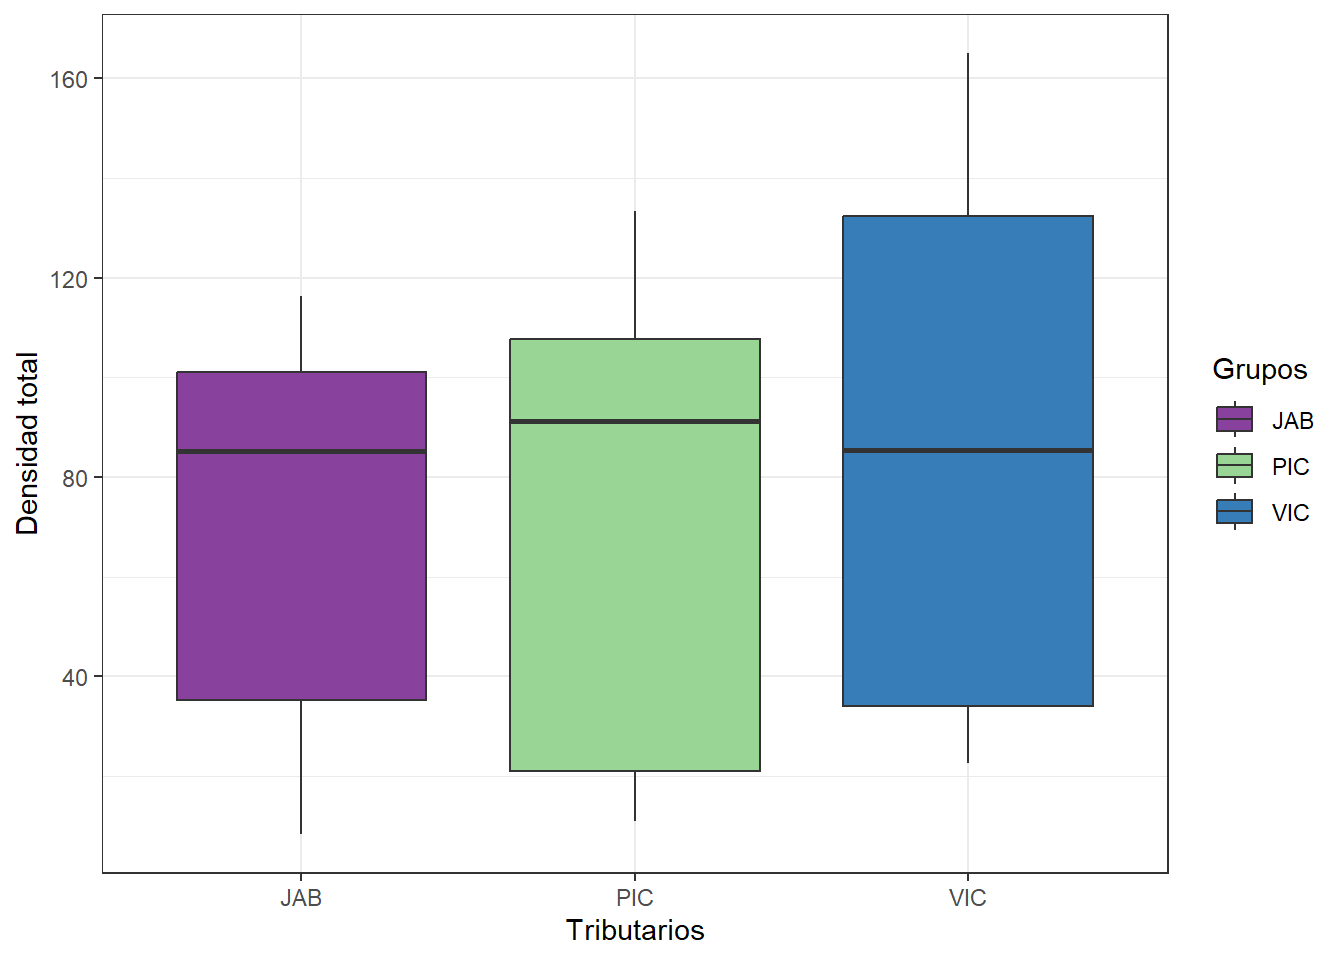 160
120
80
40
Densidad total
JAB
PIC
VIC
Tributarios
Grupos
JAB
PIC
VIC